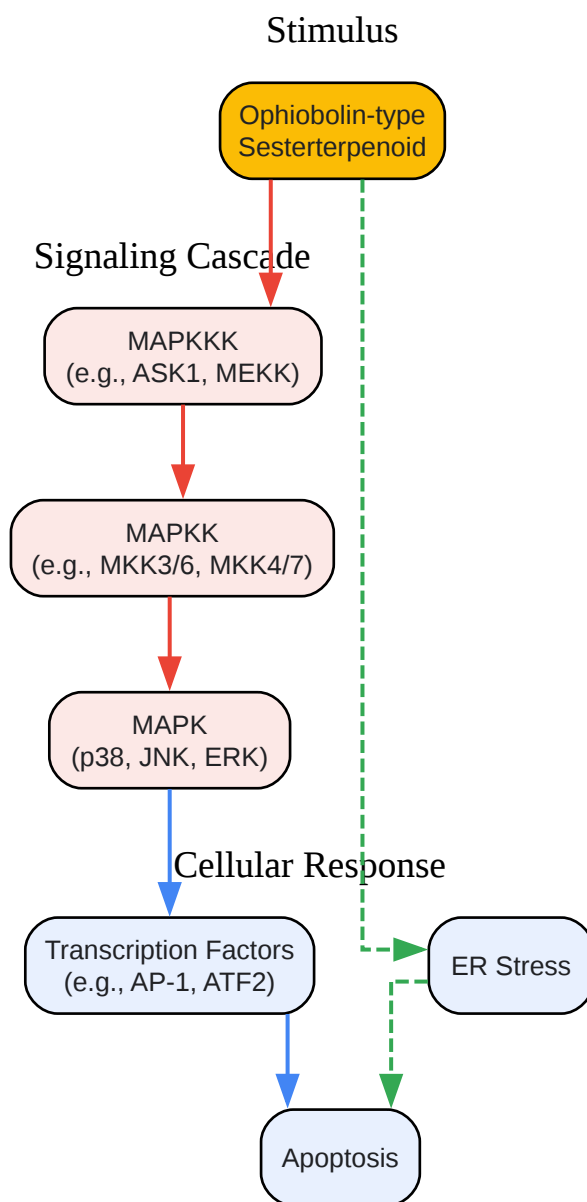 Stimulus
Ophiobolin-type
Sesterterpenoid
Signaling Cascade
MAPKKK
(e.g., ASK1, MEKK)
MAPKK
(e.g., MKK3/6, MKK4/7)
MAPK
(p38, JNK, ERK)
Cellular Response
Transcription Factors
(e.g., AP-1, ATF2)
ER Stress
Apoptosis